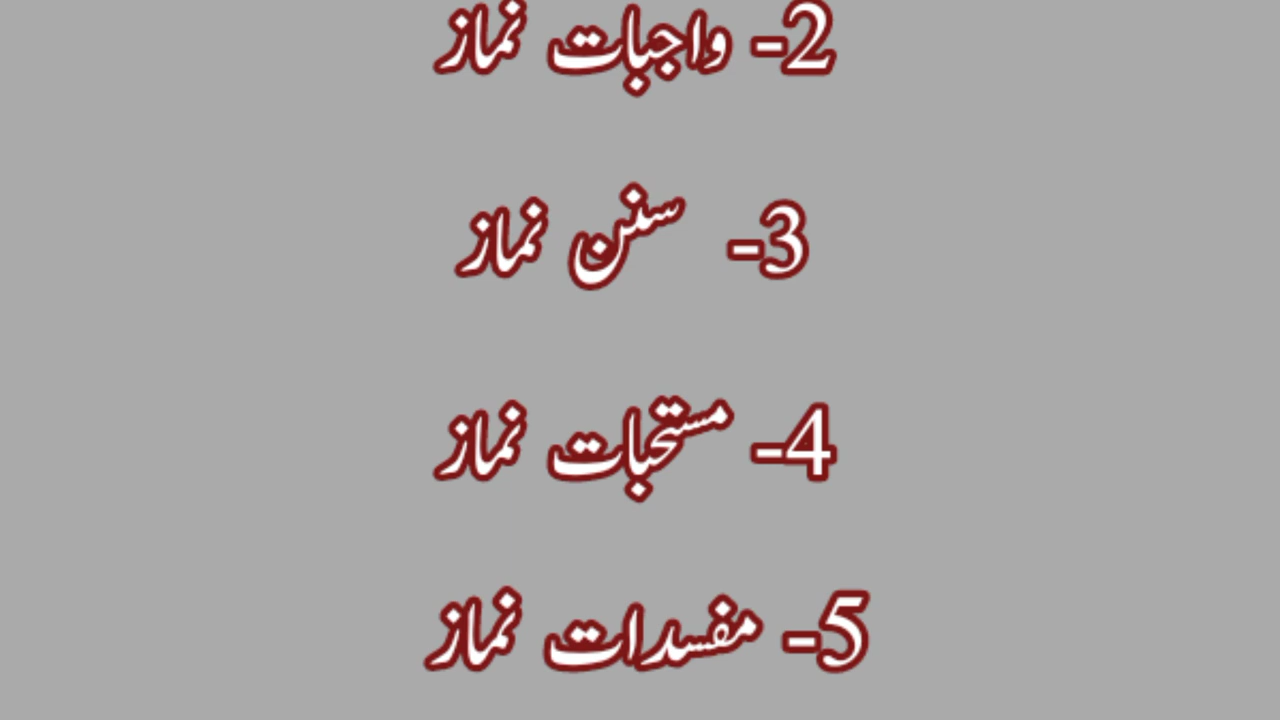 2- واجبات نماز
3- سنن نماز
4- مستحبات نماز
5- مفسدات نماز